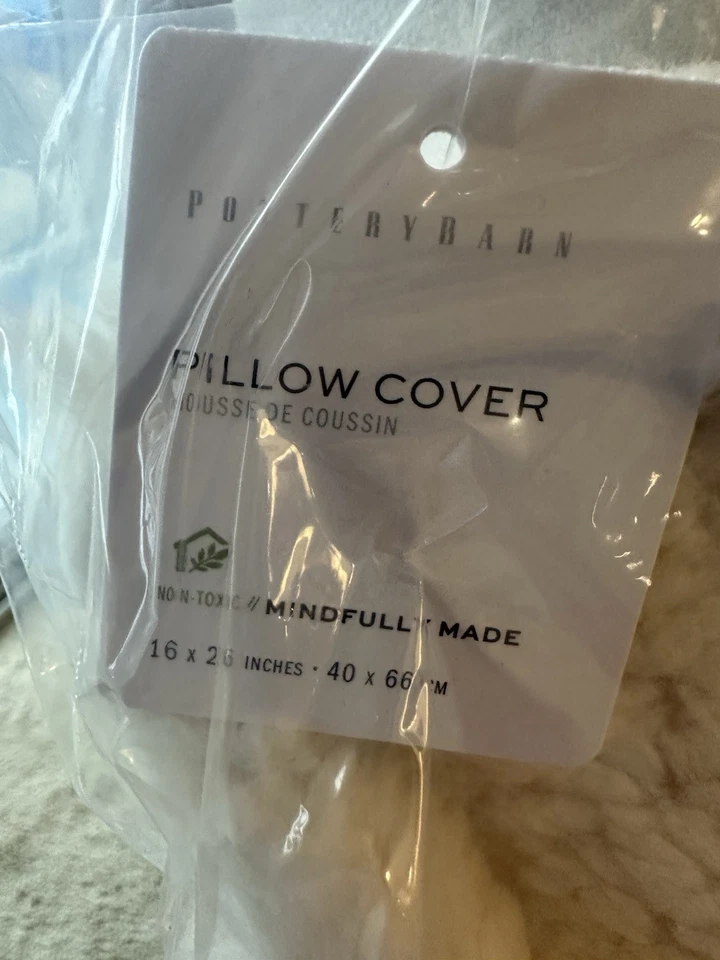 POTTERYBARN
PILLOW COVER
HOUSSE DE COUSSIN
NON-TOXIC // MINDFULLY MADE
16 x 26 INCHES · 40 x 66 CM